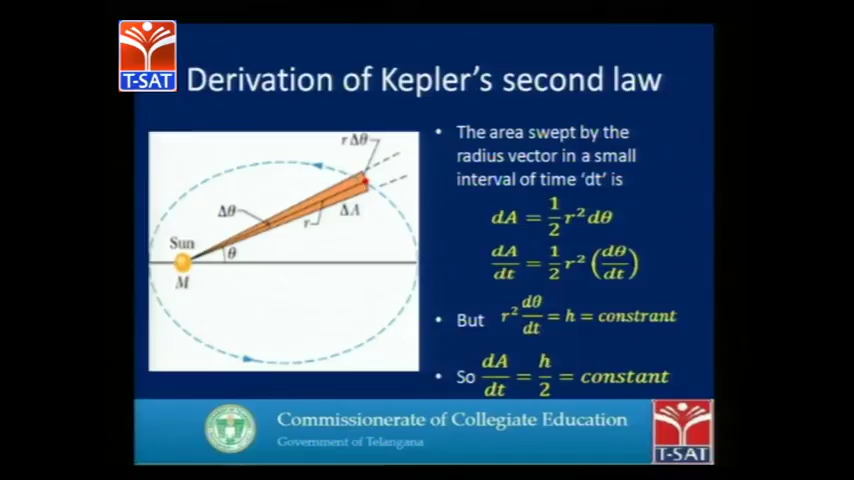 T-SAT
Derivation of Kepler's second law
r Δθ
Δθ
ΔA
r
Sun
θ
M
• The area swept by the
radius vector in a small
interval of time 'dt' is
dA = 1/2 r² dθ
dA/dt = 1/2 r² (dθ/dt)
• But r² dθ/dt = h = constrant
• So dA/dt = h/2 = constant
Commissionerate of Collegiate Education
Government of Telangana
T-SAT